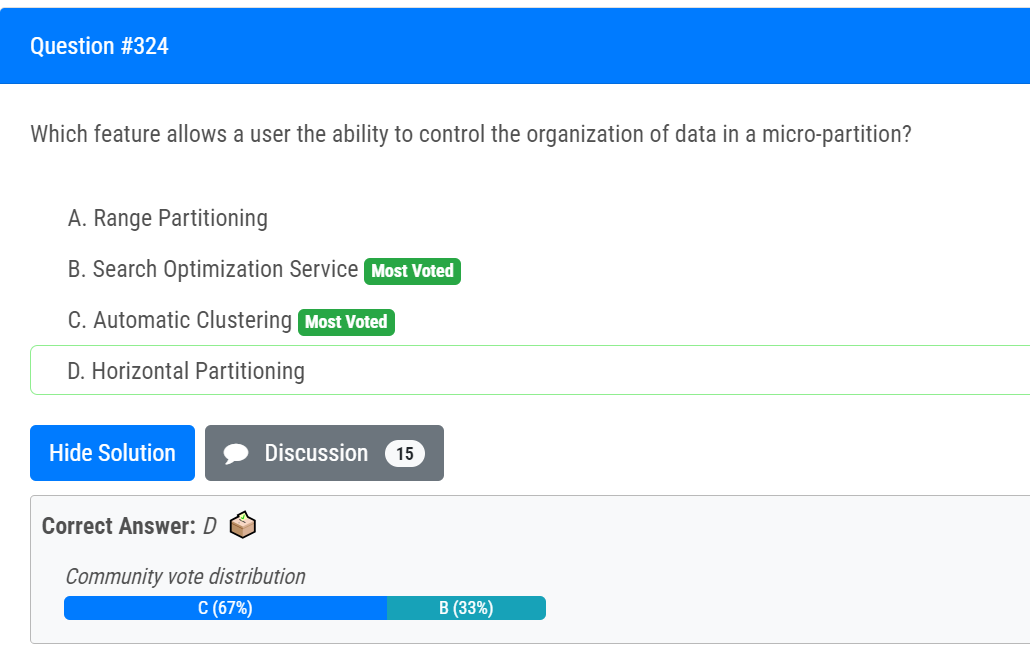 Question #324
Which feature allows a user the ability to control the organization of data in a micro-partition?
A. Range Partitioning
B. Search Optimization Service Most Voted
C. Automatic Clustering Most Voted
D. Horizontal Partitioning
Hide Solution Discussion 15
Correct Answer: D
Community vote distribution
C (67%) B (33%)